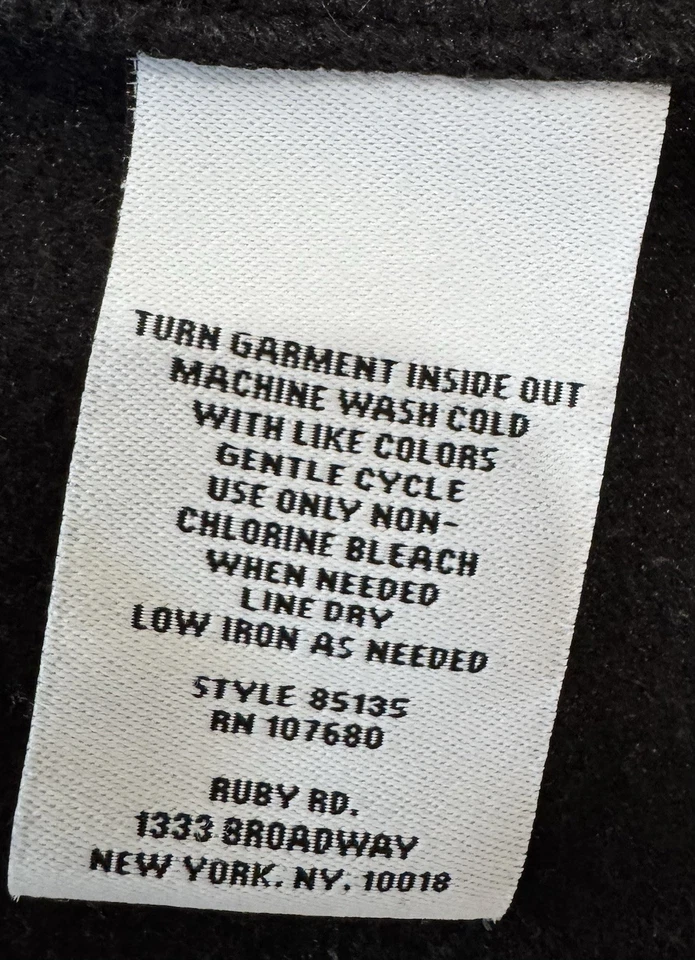 TURN GARMENT INSIDE OUT
MACHINE WASH COLD
WITH LIKE COLORS
GENTLE CYCLE
USE ONLY NON-
CHLORINE BLEACH
WHEN NEEDED
LINE DRY
LOW IRON AS NEEDED
STYLE 85135
RN 107680
RUBY RD.
1333 BROADWAY
NEW YORK. NY. 10018